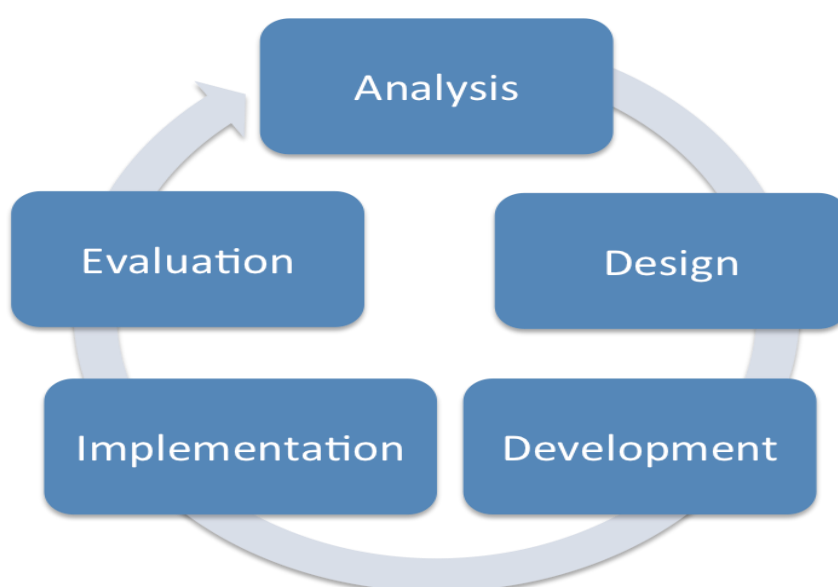 Analysis
Design
Development
Implementation
Evaluation